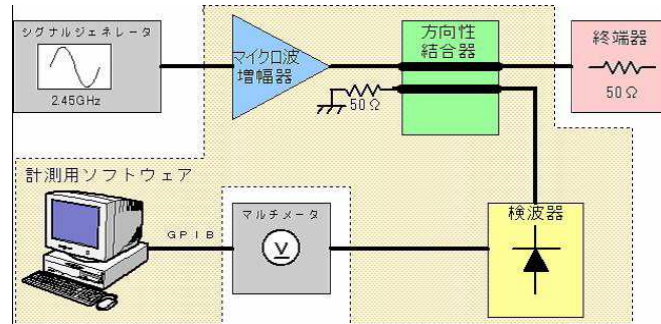 シグナルジェネレータ
2.45GHz
マイクロ波
増幅器
方向性
結合器
50Ω
終端器
50Ω
計測用ソフトウェア
GPIB
マルチメータ
V
検波器